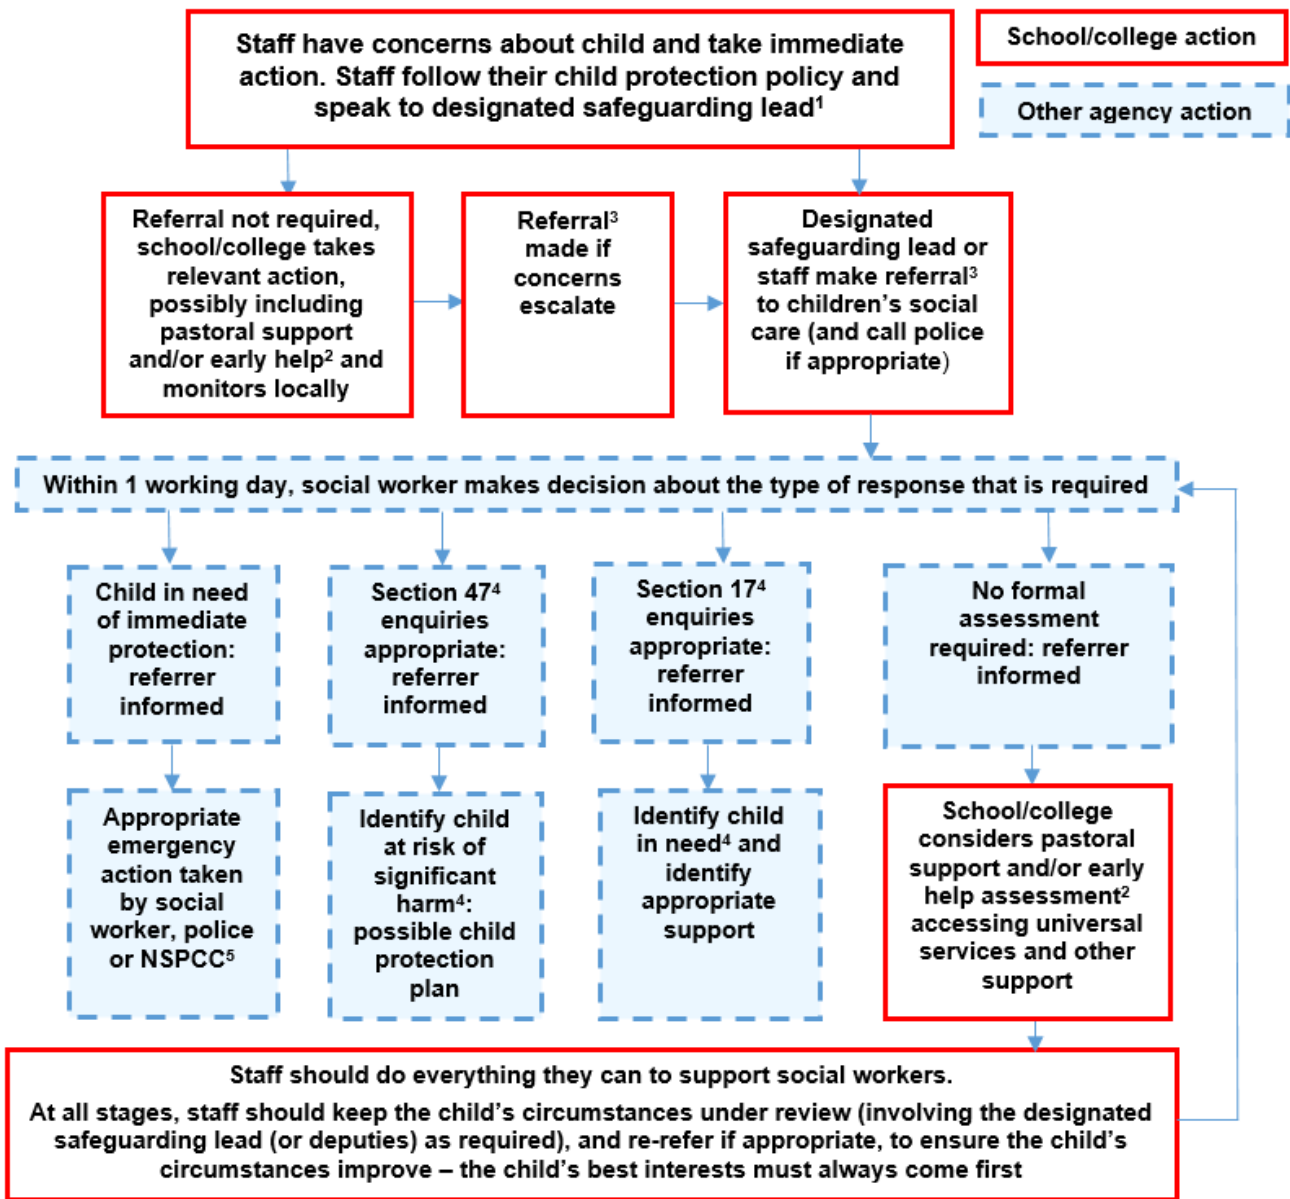 Staff have concerns about child and take immediate
action. Staff follow their child protection policy and
speak to designated safeguarding lead¹
School/college action
Other agency action
Referral not required,
school/college takes
relevant action,
possibly including
pastoral support
and/or early help² and
monitors locally
Referral³
made if
concerns
escalate
Designated
safeguarding lead or
staff make referral³
to children’s social
care (and call police
if appropriate)
Within 1 working day, social worker makes decision about the type of response that is required
Child in need
of immediate
protection:
referrer
informed
Section 47⁴
enquiries
appropriate:
referrer
informed
Section 17⁴
enquiries
appropriate:
referrer
informed
No formal
assessment
required: referrer
informed
Appropriate
emergency
action taken
by social
worker, police
or NSPCC⁵
Identify child
at risk of
significant
harm⁴:
possible child
protection
plan
Identify child
in need⁴ and
identify
appropriate
support
School/college
considers pastoral
support and/or early
help assessment²
accessing universal
services and other
support
Staff should do everything they can to support social workers.
At all stages, staff should keep the child’s circumstances under review (involving the designated
safeguarding lead (or deputies) as required), and re-refer if appropriate, to ensure the child’s
circumstances improve – the child’s best interests must always come first